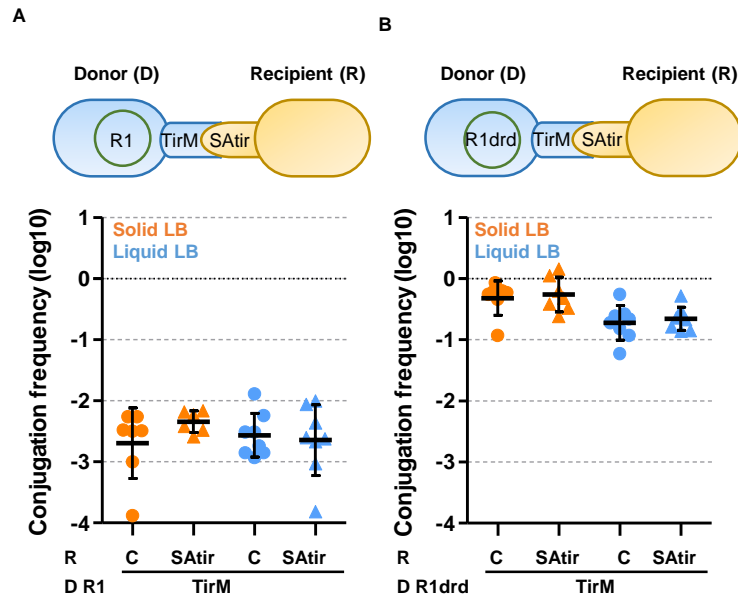 A
Donor (D) Recipient (R)
R1 TirM SAtir
Conjugation frequency (log10)
1
0
-1
-2
-3
-4
Solid LB
Liquid LB
R C SAtir C SAtir
D R1 TirM
B
Donor (D) Recipient (R)
R1drd TirM SAtir
Conjugation frequency (log10)
1
0
-1
-2
-3
-4
Solid LB
Liquid LB
R C SAtir C SAtir
D R1drd TirM